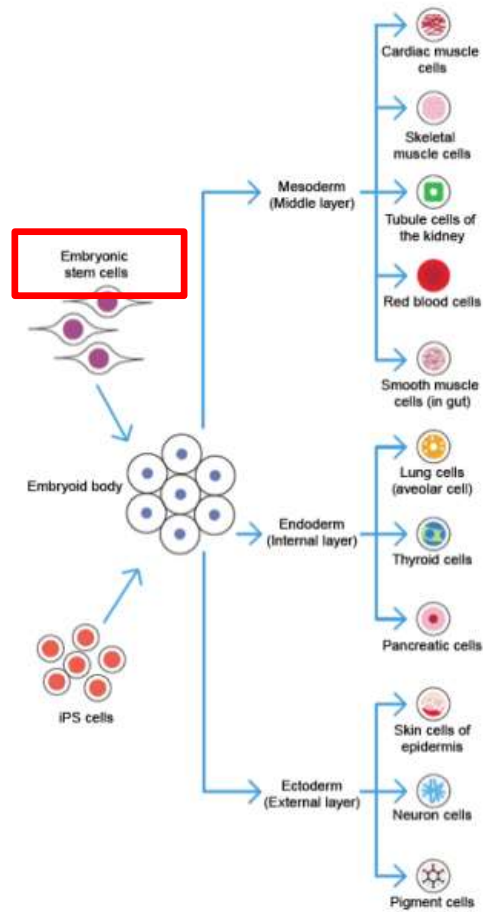 Cardiac muscle
cells
Skeletal
muscle cells
Mesoderm
(Middle layer)
Tubule cells of
the kidney
Embryonic
stem cells
Red blood cells
Smooth muscle
cells (in gut)
Embryoid body
Lung cells
(aveolar cell)
Endoderm
(Internal layer)
Thyroid cells
Pancreatic cells
iPS cells
Skin cells of
epidermis
Ectoderm
(External layer)
Neuron cells
Pigment cells